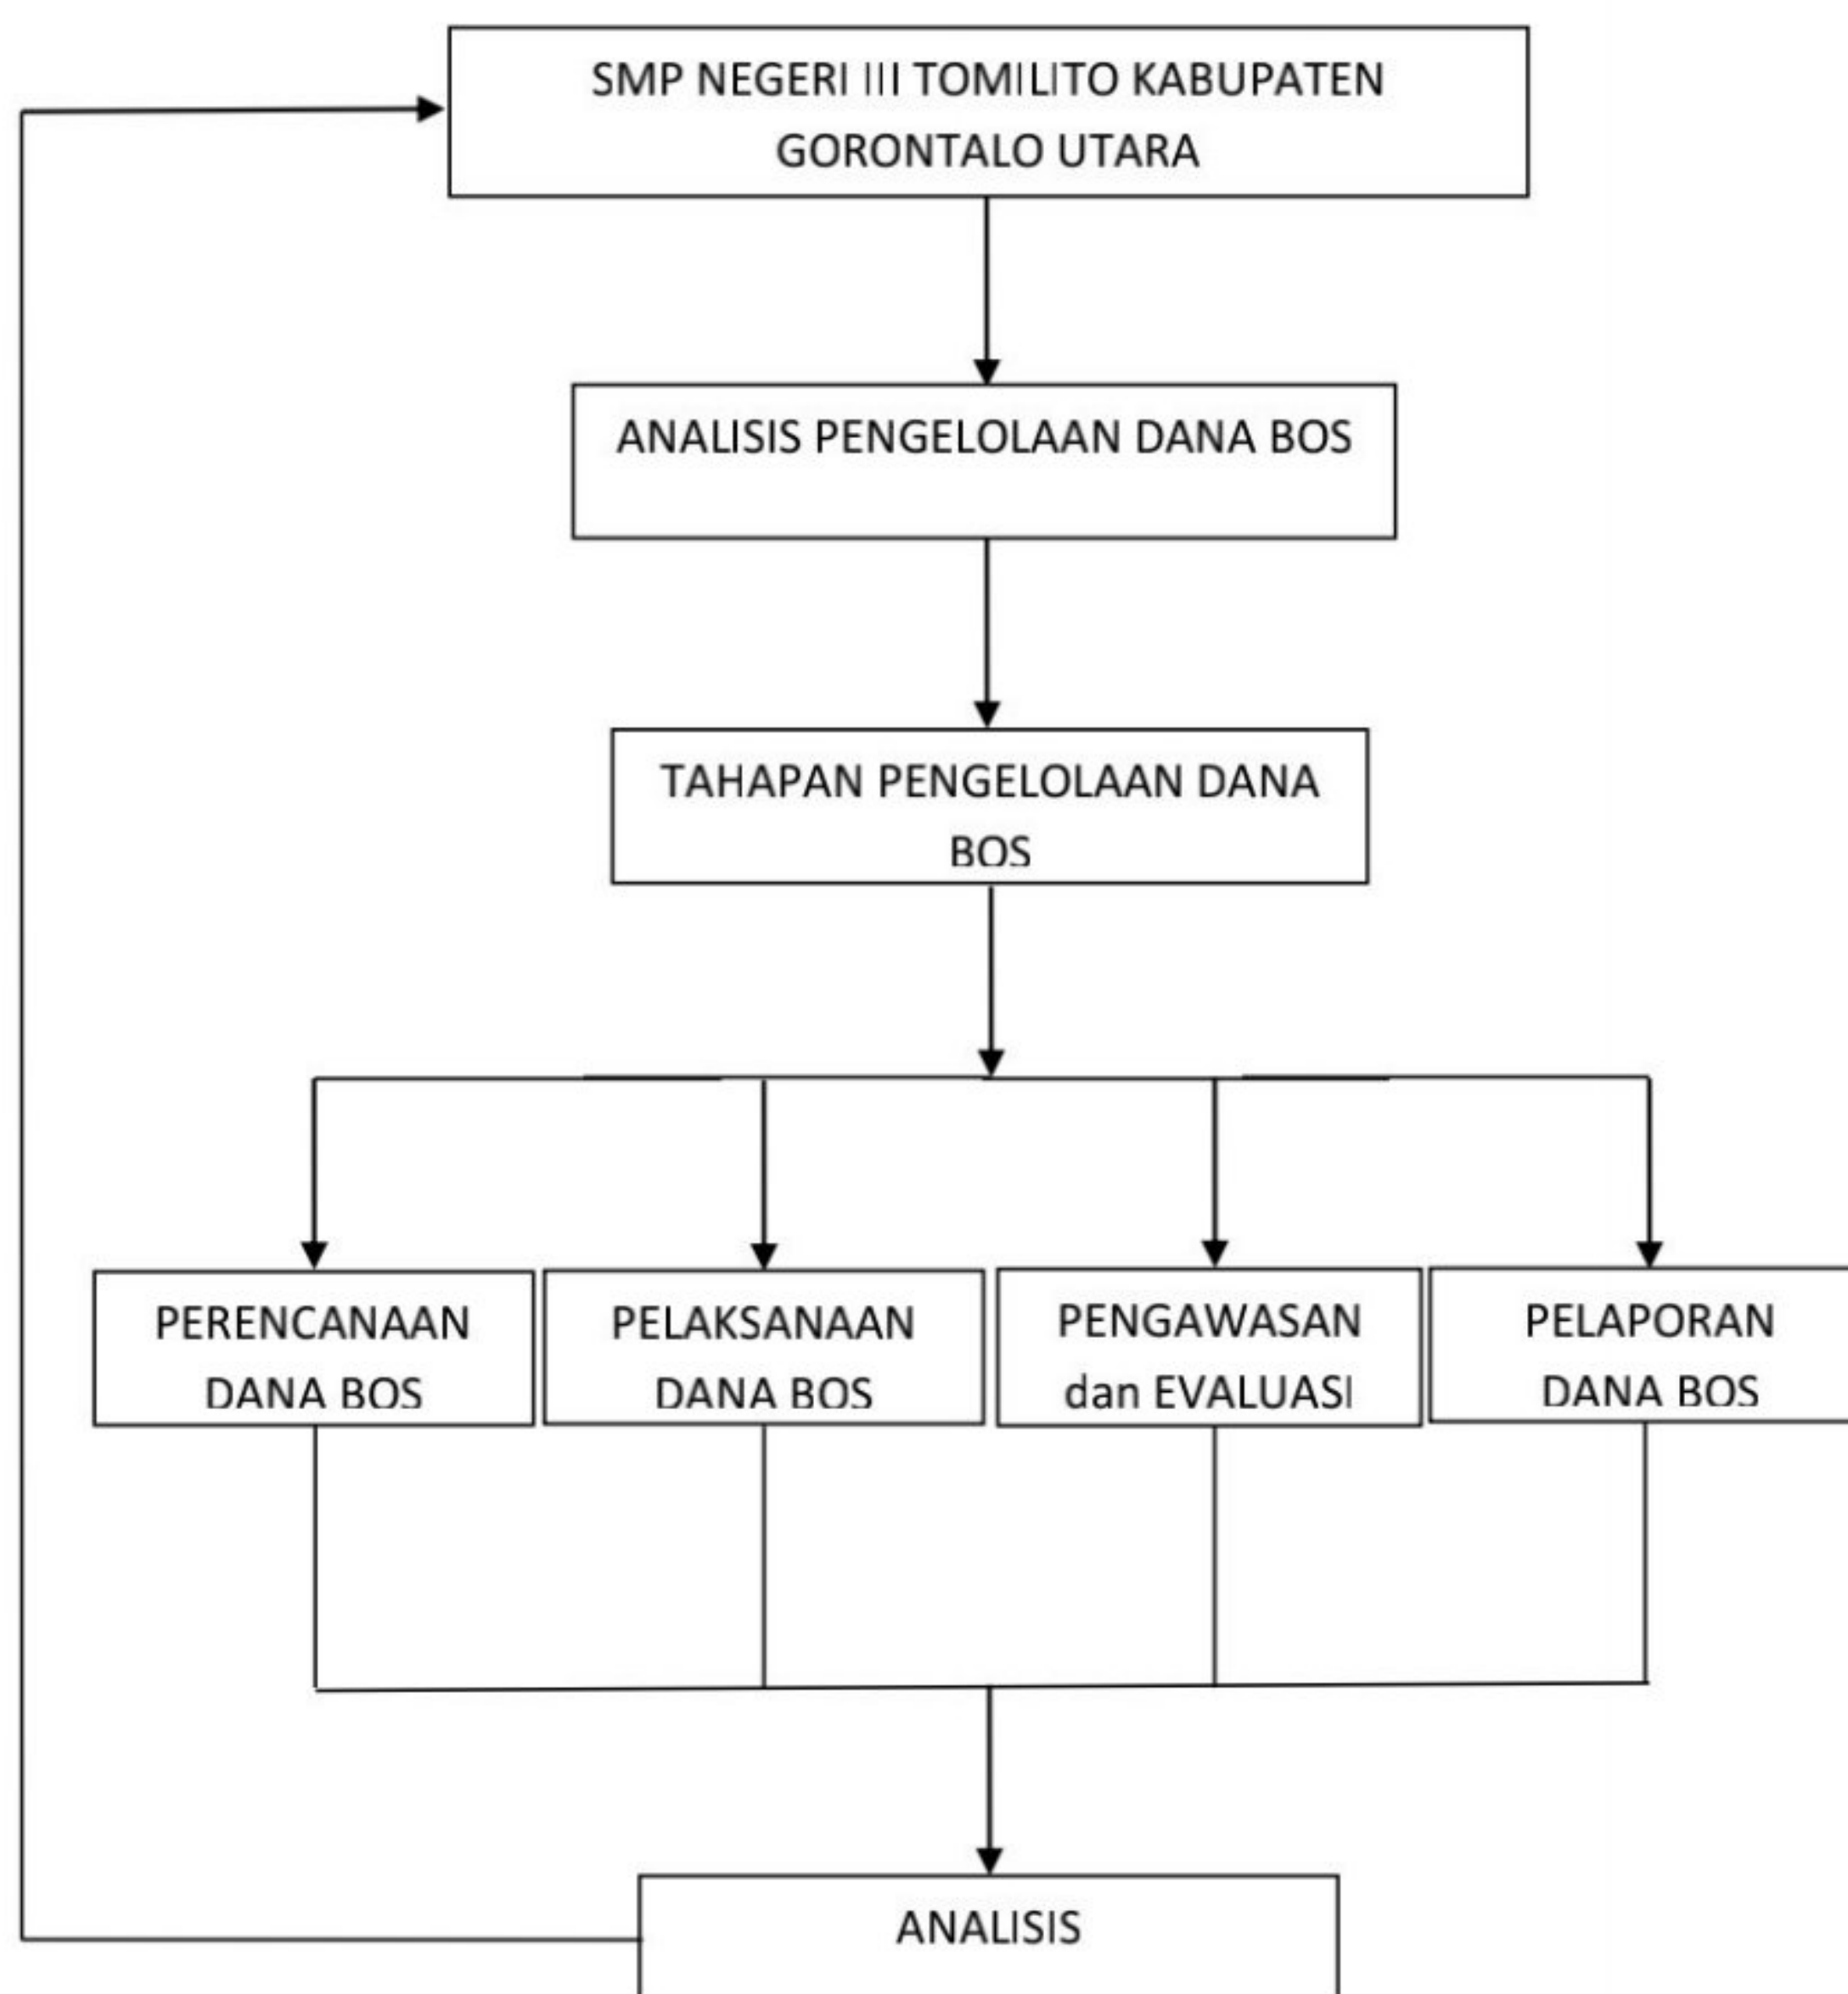 SMP NEGERI III TOMILITO KABUPATEN
GORONTALO UTARA
ANALISIS PENGELOLAAN DANA BOS
TAHAPAN PENGELOLAAN DANA
BOS
PERENCANAAN
DANA BOS
PELAKSANAAN
DANA BOS
PENGAWASAN
dan EVALUASI
PELAPORAN
DANA BOS
ANALISIS